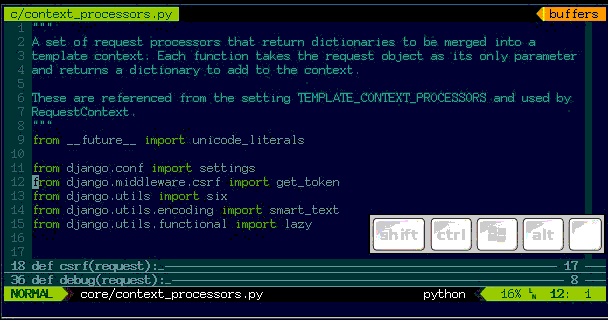 c/context_processors.py buffers
1 """
2 A set of request processors that return dictionaries to be merged into a
3 template context. Each function takes the request object as its only parameter
4 and returns a dictionary to add to the context.
5
6 These are referenced from the setting TEMPLATE_CONTEXT_PROCESSORS and used by
7 RequestContext.
8 """
9 from __future__ import unicode_literals
10
11 from django.conf import settings
12 from django.middleware.csrf import get_token
13 from django.utils import six
14 from django.utils.encoding import smart_text
15 from django.utils.functional import lazy
16
17
shift ctrl alt
18 def csrf(request): 17
36 def debug(request): 8
NORMAL core/context_processors.py python 16% 12: 1